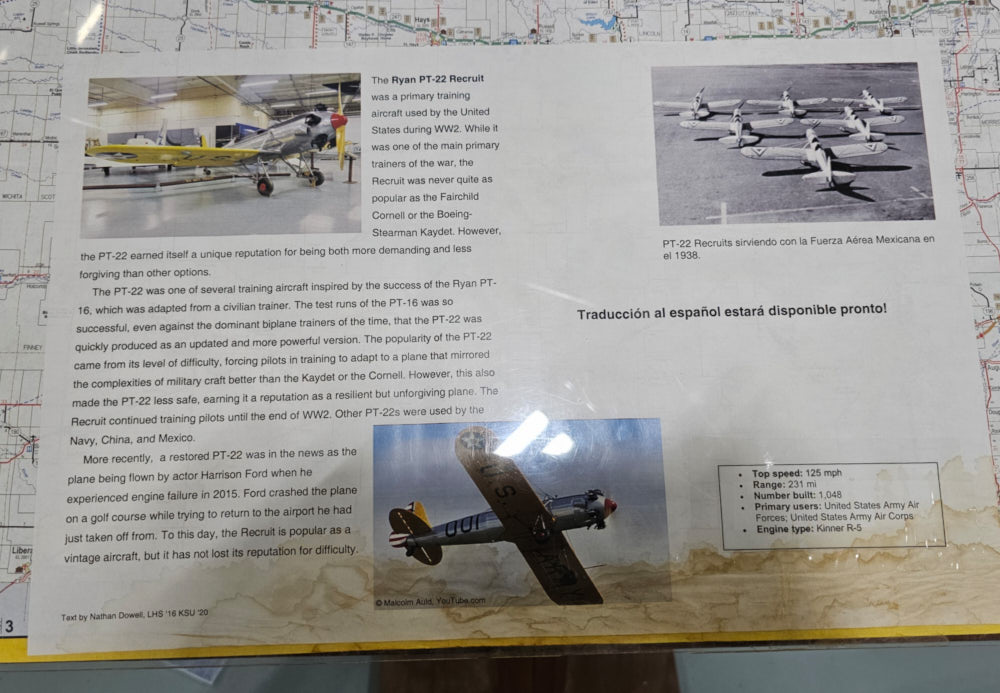 The Ryan PT-22 Recruit
was a primary training
aircraft used by the United
States during WW2. While it
was one of the main primary
trainers of the war, the
Recruit was never quite as
popular as the Fairchild
Cornell or the Boeing-
Stearman Kaydet. However,
the PT-22 earned itself a unique reputation for being both more demanding and less
forgiving than other options.
The PT-22 was one of several training aircraft inspired by the success of the Ryan PT-
16, which was adapted from a civilian trainer. The test runs of the PT-16 was so
successful, even against the dominant biplane trainers of the time, that the PT-22 was
quickly produced as an updated and more powerful version. The popularity of the PT-22
came from its level of difficulty, forcing pilots in training to adapt to a plane that mirrored
the complexities of military craft better than the Kaydet or the Cornell. However, this also
made the PT-22 less safe, earning it a reputation as a resilient but unforgiving plane. The
Recruit continued training pilots until the end of WW2. Other PT-22s were used by the
Navy, China, and Mexico.
More recently, a restored PT-22 was in the news as the
plane being flown by actor Harrison Ford when he
experienced engine failure in 2015. Ford crashed the plane
on a golf course while trying to return to the airport he had
just taken off from. To this day, the Recruit is popular as a
vintage aircraft, but it has not lost its reputation for difficulty.
Text by Nathan Dowell, LHS '16 KSU '20
PT-22 Recruits sirviendo con la Fuerza Aérea Mexicana en
el 1938.
Traducción al español estará disponible pronto!
• Top speed: 125 mph
• Range: 231 mi
• Number built: 1,048
• Primary users: United States Army Air
Forces; United States Army Air Corps
• Engine type: Kinner R-5
U.S.
001
© Malcolm Auld, YouTube.com
Hays
WICHITA
SCOT
FINNEY
Libera
3